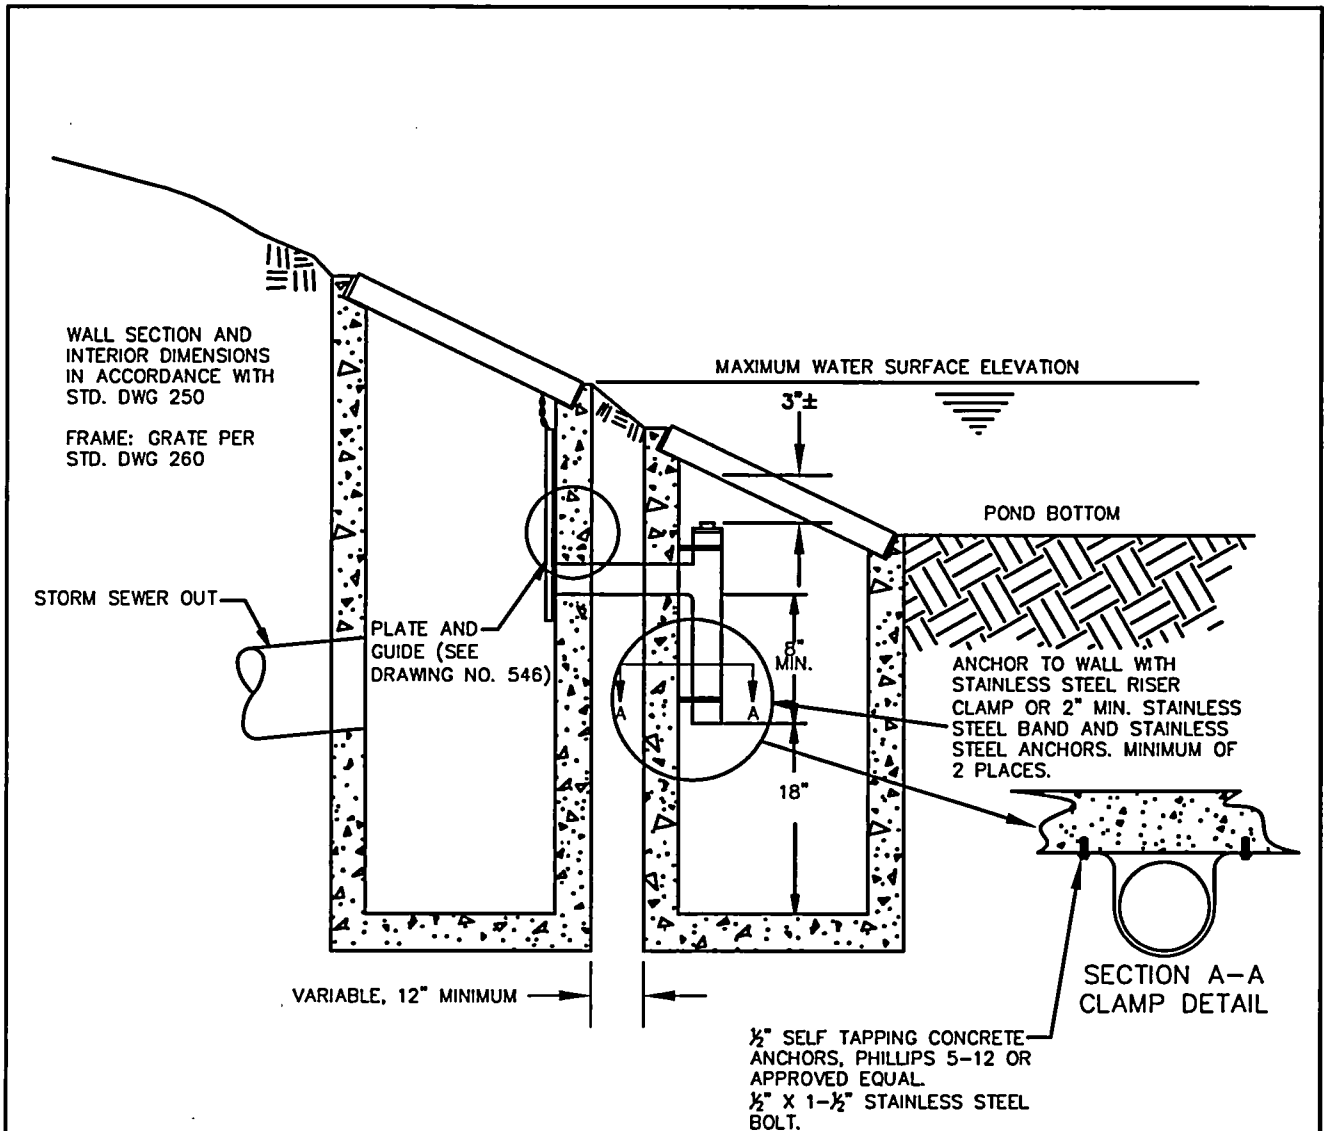 WALL SECTION AND
INTERIOR DIMENSIONS
IN ACCORDANCE WITH
STD. DWG 250
FRAME: GRATE PER
STD. DWG 260
MAXIMUM WATER SURFACE ELEVATION
3"±
POND BOTTOM
STORM SEWER OUT
PLATE AND
GUIDE (SEE
DRAWING NO. 546)
8"
MIN.
A
A
18"
ANCHOR TO WALL WITH
STAINLESS STEEL RISER
CLAMP OR 2" MIN. STAINLESS
STEEL BAND AND STAINLESS
STEEL ANCHORS. MINIMUM OF
2 PLACES.
SECTION A-A
CLAMP DETAIL
VARIABLE, 12" MINIMUM
½" SELF TAPPING CONCRETE
ANCHORS, PHILLIPS 5-12 OR
APPROVED EQUAL.
½" X 1-½" STAINLESS STEEL
BOLT.